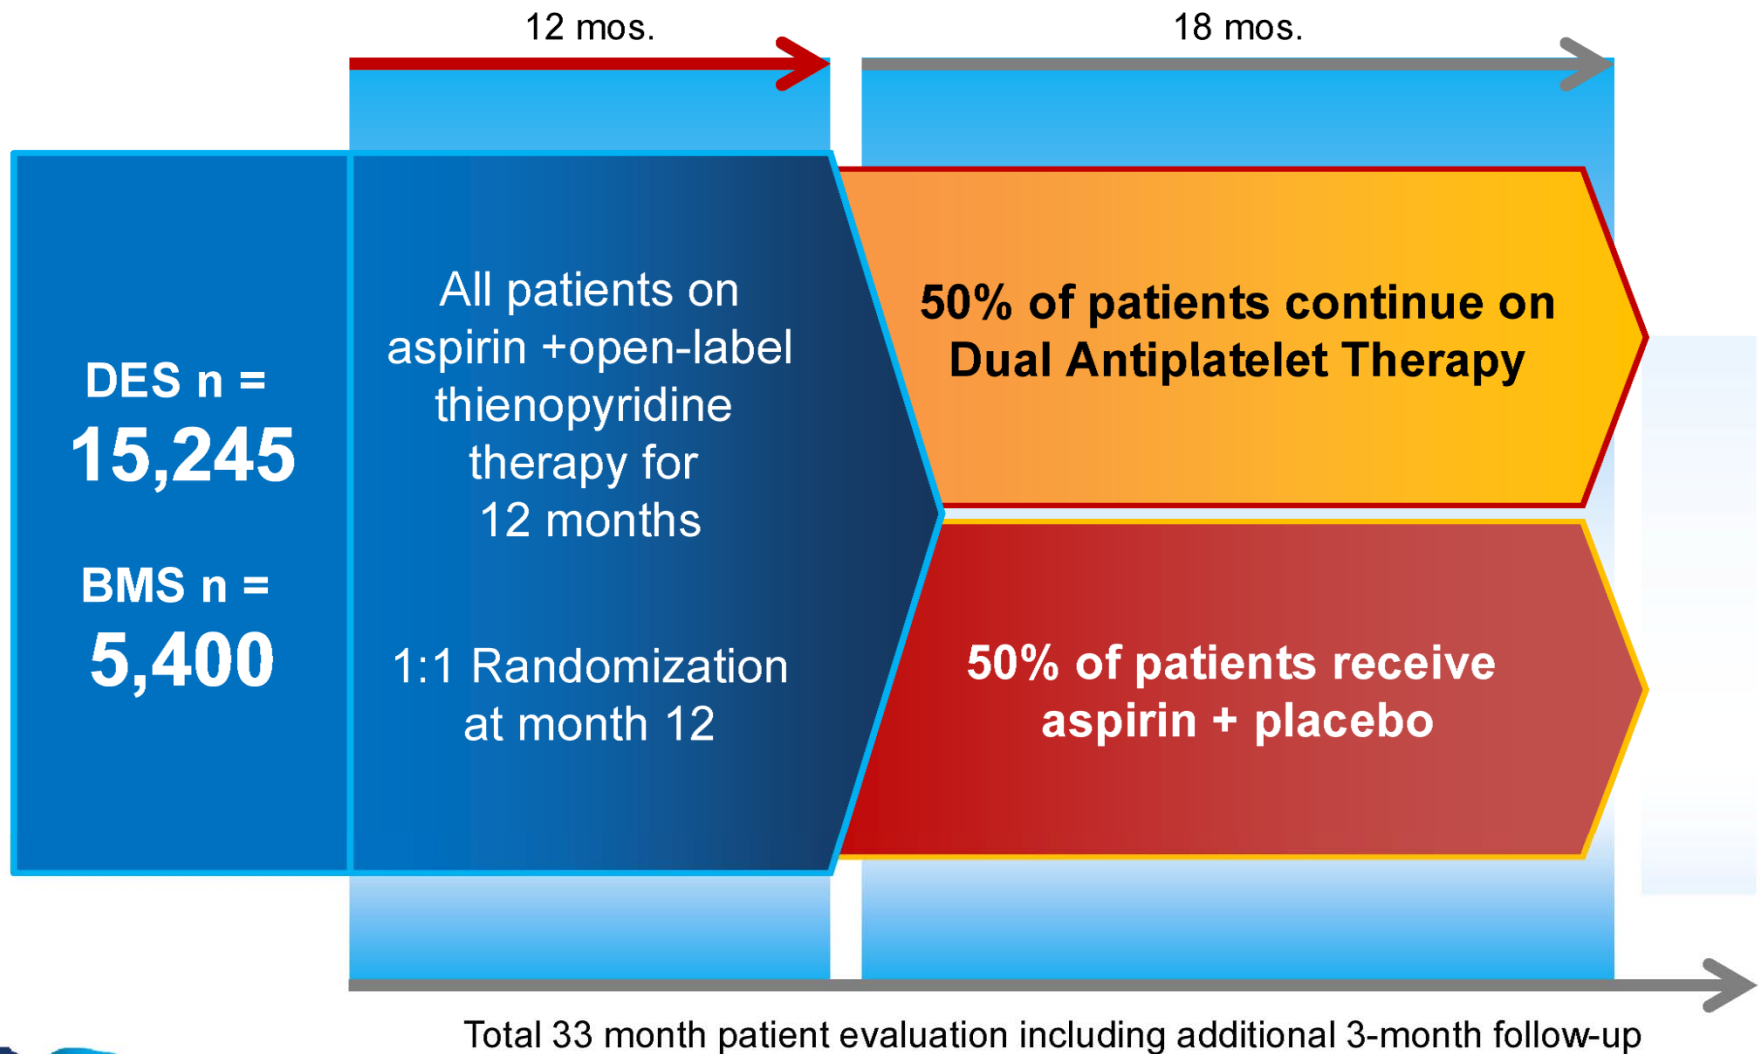 12 mos.
18 mos.
DES n =
15,245
BMS n =
5,400
All patients on
aspirin +open-label
thienopyridine
therapy for
12 months
1:1 Randomization
at month 12
50% of patients continue on
Dual Antiplatelet Therapy
50% of patients receive
aspirin + placebo
Total 33 month patient evaluation including additional 3-month follow-up